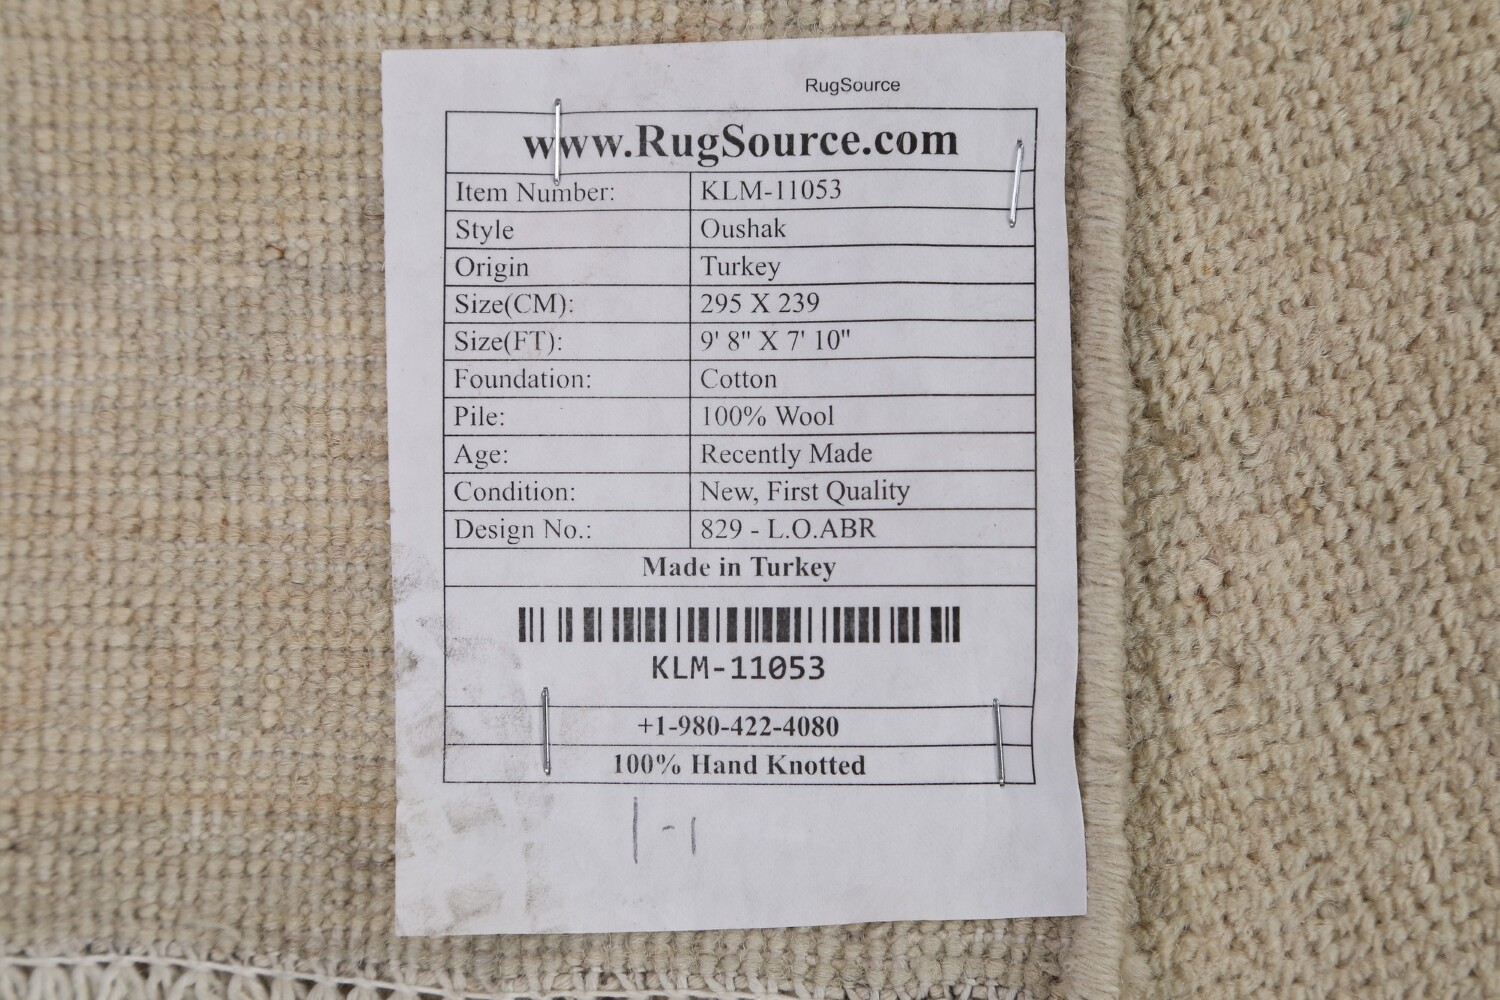 RugSource
www.RugSource.com
Item Number: KLM-11053
Style Oushak
Origin Turkey
Size(CM): 295 X 239
Size(FT): 9' 8" X 7' 10"
Foundation: Cotton
Pile: 100% Wool
Age: Recently Made
Condition: New, First Quality
Design No.: 829 - L.O.ABR
Made in Turkey
KLM-11053
+1-980-422-4080
100% Hand Knotted
1-1